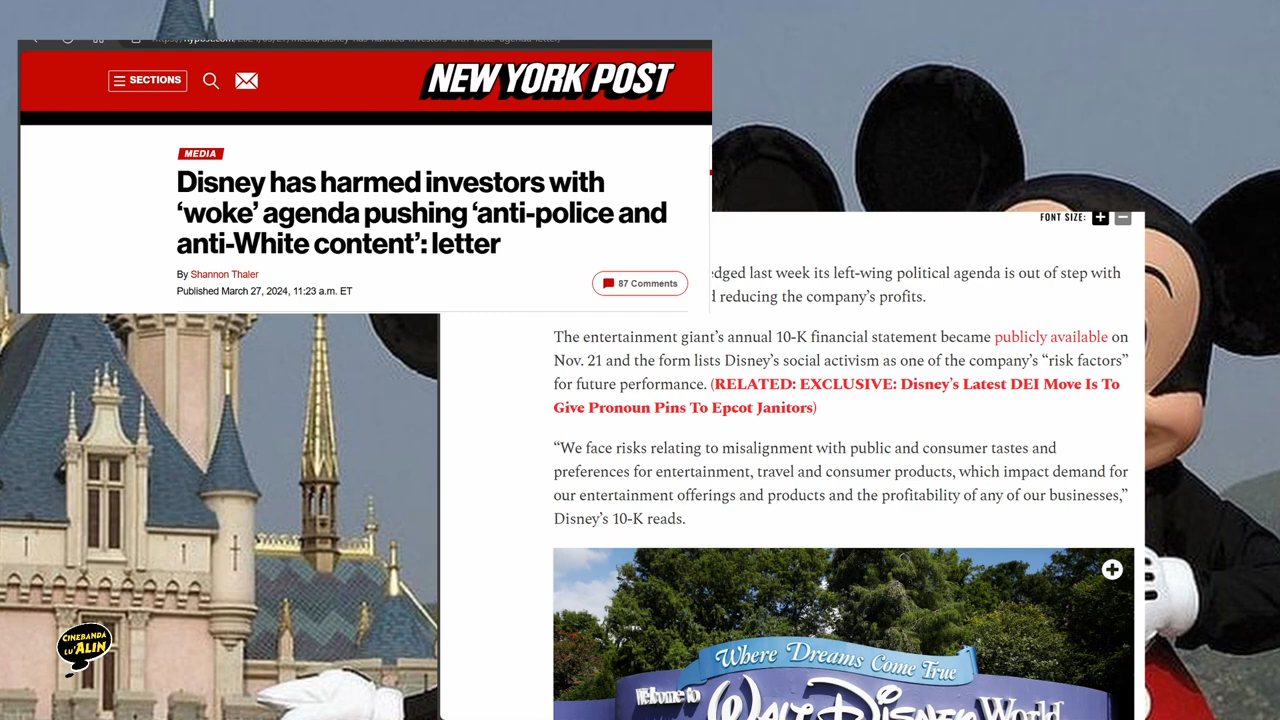 SECTIONS
NEW YORK POST
MEDIA
Disney has harmed investors with
‘woke’ agenda pushing ‘anti-police and
anti-White content’: letter
By Shannon Thaler
Published March 27, 2024, 11:23 a.m. ET
87 Comments
FONT SIZE: + −
last week its left-wing political agenda is out of step with
reducing the company’s profits.
The entertainment giant’s annual 10-K financial statement became publicly available on
Nov. 21 and the form lists Disney’s social activism as one of the company’s “risk factors”
for future performance. (RELATED: EXCLUSIVE: Disney’s Latest DEI Move Is To
Give Pronoun Pins To Epcot Janitors)
“We face risks relating to misalignment with public and consumer tastes and
preferences for entertainment, travel and consumer products, which impact demand for
our entertainment offerings and products and the profitability of any of our businesses,”
Disney’s 10-K reads.
Where Dreams Come True
Welcome to
Walt Disney World
CINEBANDA
LU'ALIN